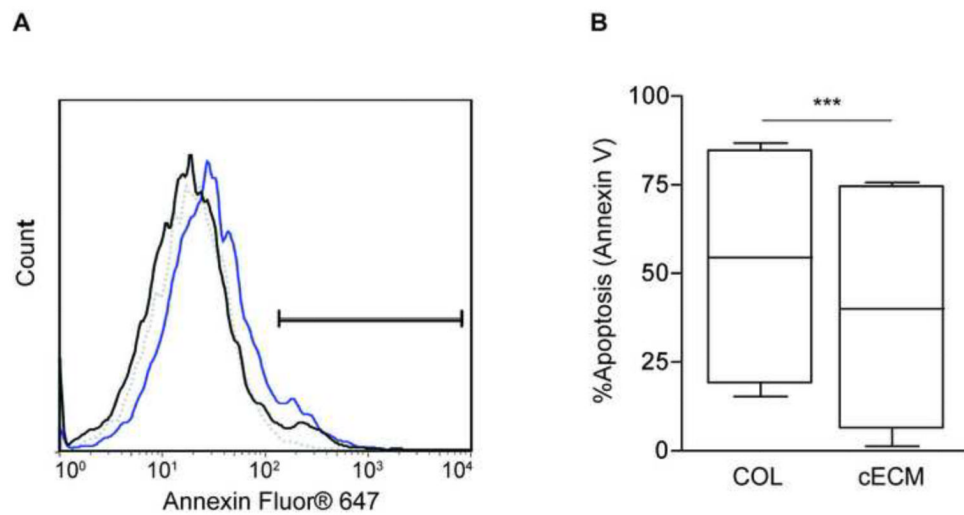 A
Count
10⁰ 10¹ 10² 10³ 10⁴
Annexin Fluor® 647
B
%Apoptosis (Annexin V)
100
75
50
25
0
***
COL cECM